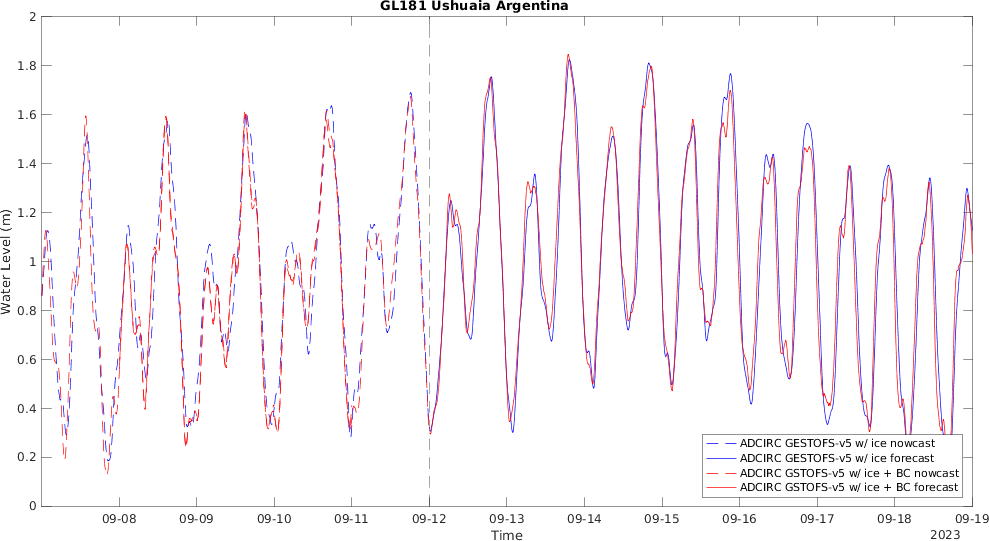 GL181 Ushuaia Argentina
2
1.8
1.6
1.4
1.2
1
0.8
0.6
0.4
0.2
0
Water Level (m)
ADCIRC GESTOFS-v5 w/ ice nowcast
ADCIRC GESTOFS-v5 w/ ice forecast
ADCIRC GSTOFS-v5 w/ ice + BC nowcast
ADCIRC GSTOFS-v5 w/ ice + BC forecast
09-08 09-09 09-10 09-11 09-12 09-13 09-14 09-15 09-16 09-17 09-18 09-19
Time
2023